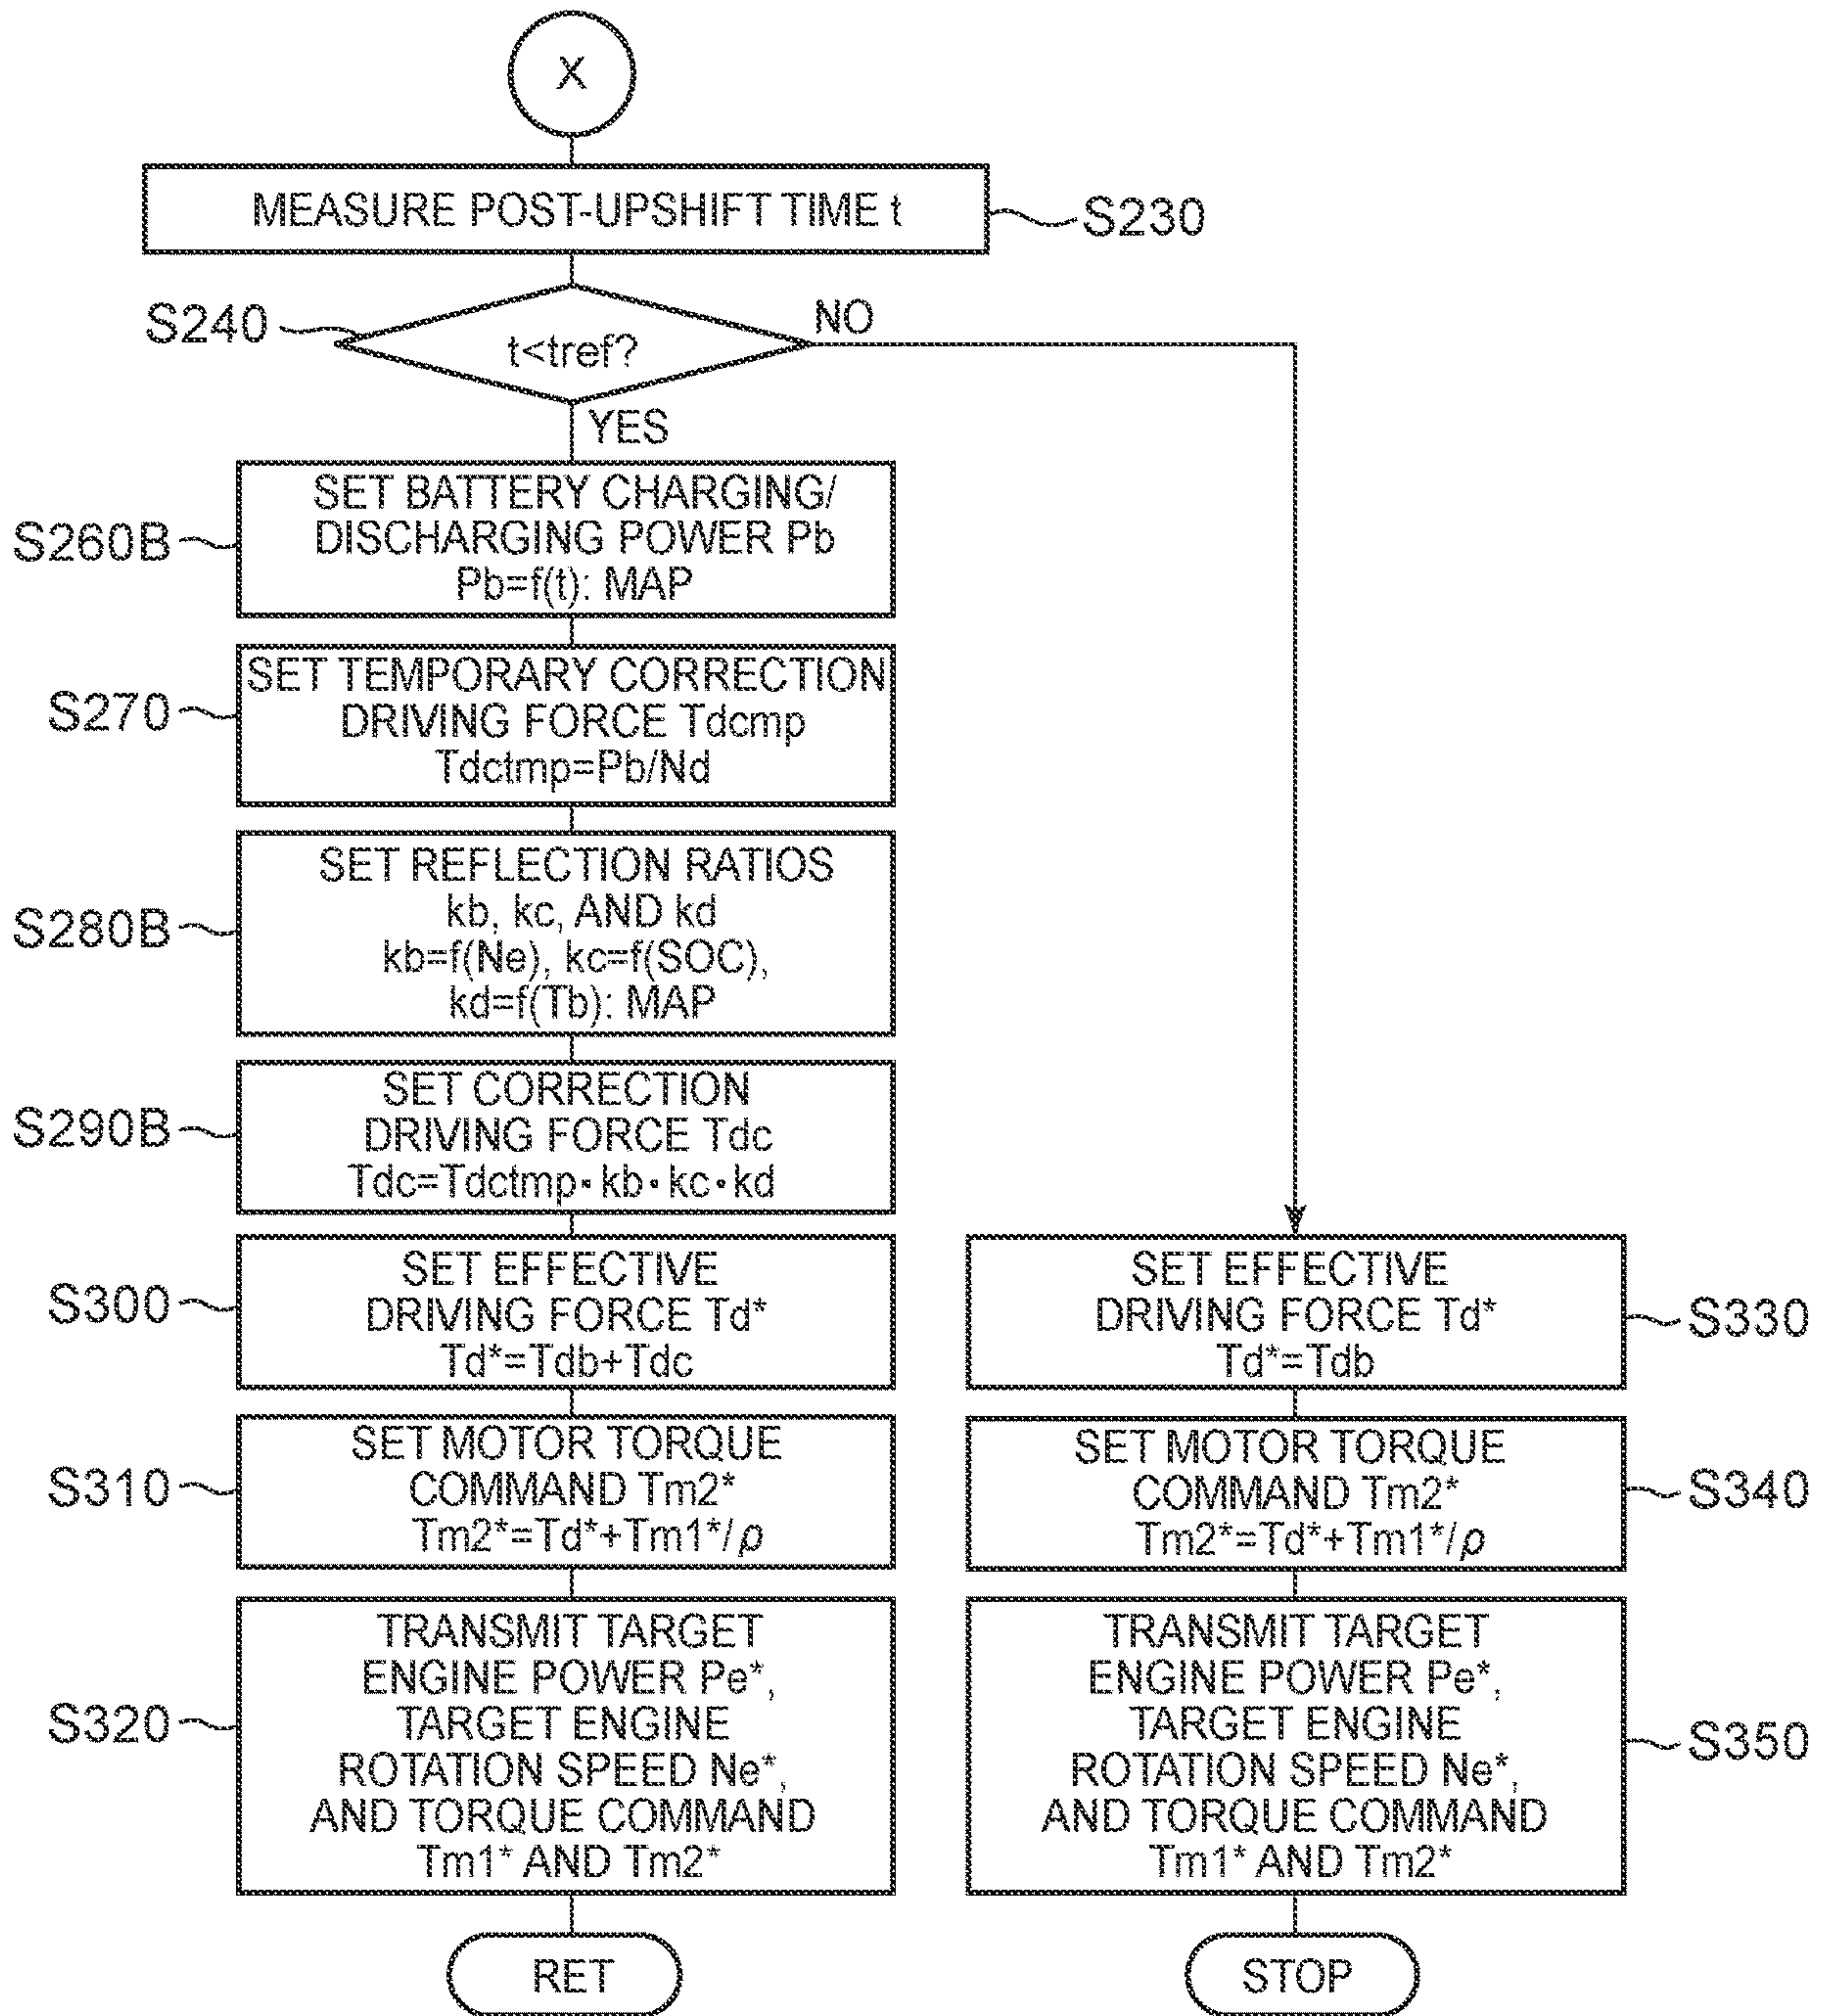 X
MEASURE POST-UPSHIFT TIME t
S230
S240
t<tref?
NO
YES
S260B
SET BATTERY CHARGING/
DISCHARGING POWER Pb
Pb=f(t): MAP
S270
SET TEMPORARY CORRECTION
DRIVING FORCE Tdcmp
Tdctmp=Pb/Nd
S280B
SET REFLECTION RATIOS
kb, kc, AND kd
kb=f(Ne), kc=f(SOC),
kd=f(Tb): MAP
S290B
SET CORRECTION
DRIVING FORCE Tdc
Tdc=Tdctmp・kb・kc・kd
S300
SET EFFECTIVE
DRIVING FORCE Td*
Td*=Tdb+Tdc
S310
SET MOTOR TORQUE
COMMAND Tm2*
Tm2*=Td*+Tm1*/ρ
S320
TRANSMIT TARGET
ENGINE POWER Pe*,
TARGET ENGINE
ROTATION SPEED Ne*,
AND TORQUE COMMAND
Tm1* AND Tm2*
RET
SET EFFECTIVE
DRIVING FORCE Td*
Td*=Tdb
S330
SET MOTOR TORQUE
COMMAND Tm2*
Tm2*=Td*+Tm1*/ρ
S340
TRANSMIT TARGET
ENGINE POWER Pe*,
TARGET ENGINE
ROTATION SPEED Ne*,
AND TORQUE COMMAND
Tm1* AND Tm2*
S350
STOP